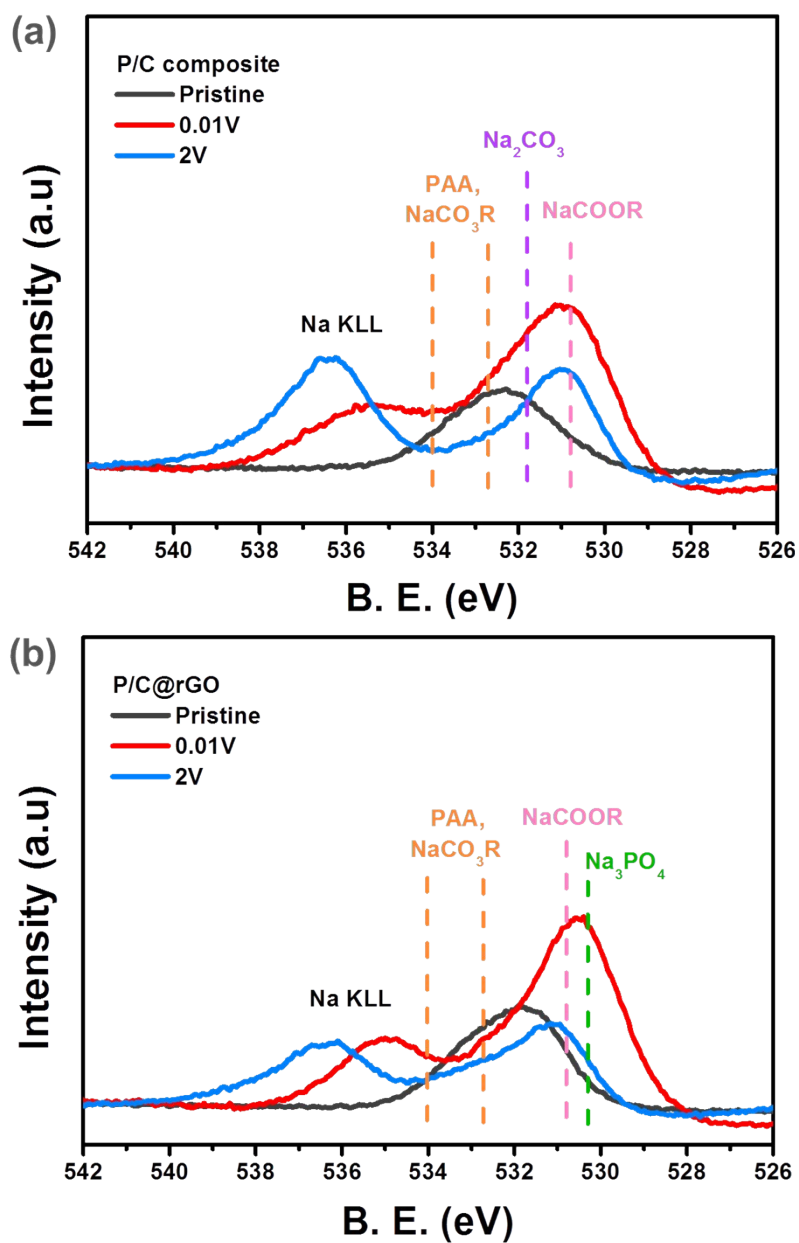 (a)
P/C composite
Pristine
0.01V
2V
Na₂CO₃
PAA,
NaCO₃R
NaCOOR
Na KLL
Intensity (a.u)
542 540 538 536 534 532 530 528 526
B. E. (eV)
(b)
P/C@rGO
Pristine
0.01V
2V
PAA,
NaCO₃R
NaCOOR
Na₃PO₄
Na KLL
Intensity (a.u)
542 540 538 536 534 532 530 528 526
B. E. (eV)